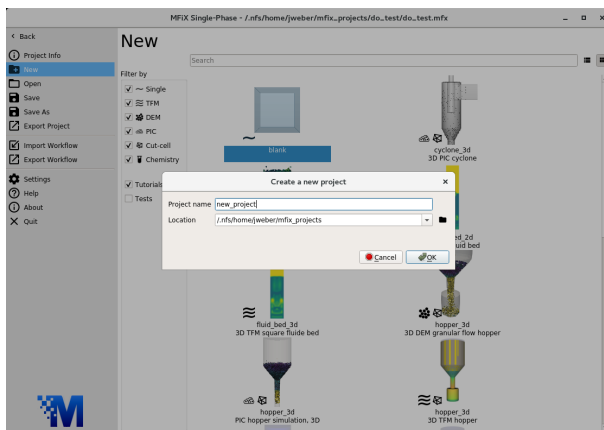 MFiX Single-Phase - /.nfs/home/jweber/mfix_projects/do_test/do_test.mfx
Back
Project Info
New
Open
Save
Save As
Export Project
Import Workflow
Export Workflow
Settings
Help
About
Quit
New
Search
Filter by
Single
TFM
DEM
PIC
Cut-cell
Chemistry
Tutorials
Tests
blank
cyclone_3d
3D PIC cyclone
Create a new project
Project name new_project
Location /.nfs/home/jweber/mfix_projects
Cancel OK
ed_2d
uid bed
fluid_bed_3d
3D TFM square fluide bed
hopper_3d
3D DEM granular flow hopper
hopper_3d
PIC hopper simulation, 3D
hopper_3d
3D TFM hopper
M